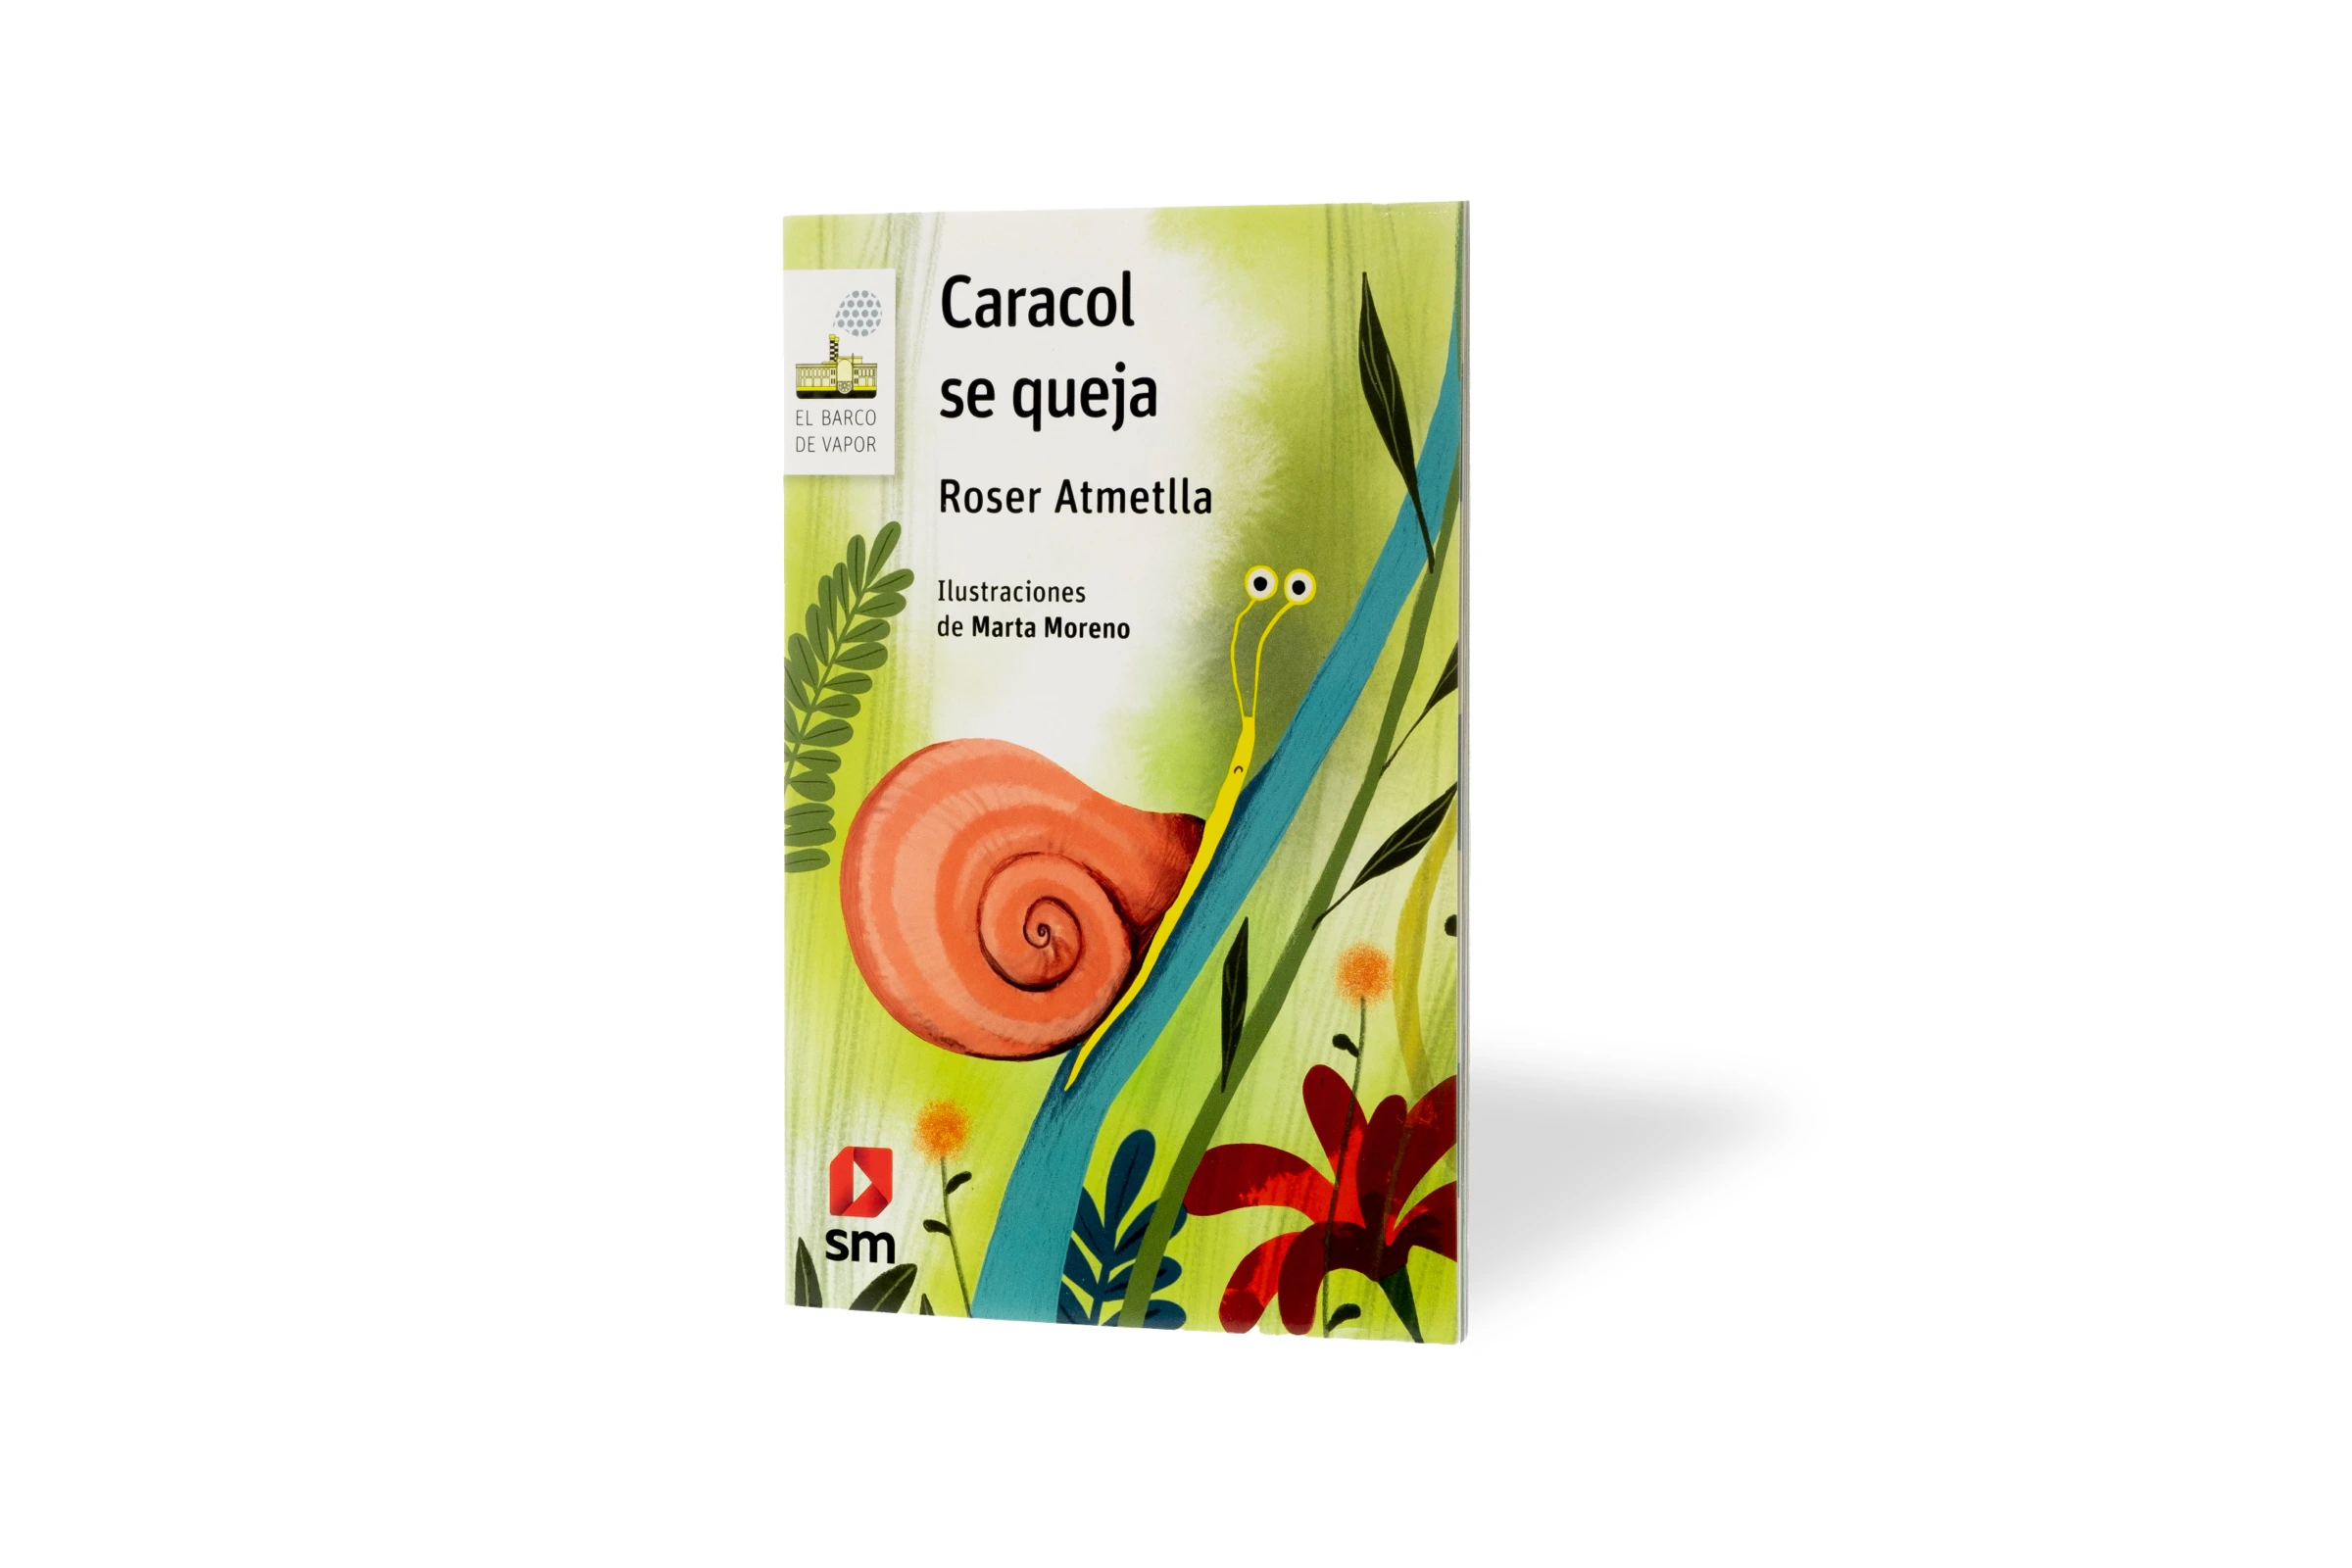 Caracol
se queja
Roser Atmetlla
Ilustraciones
de Marta Moreno
EL BARCO
DE VAPOR
sm